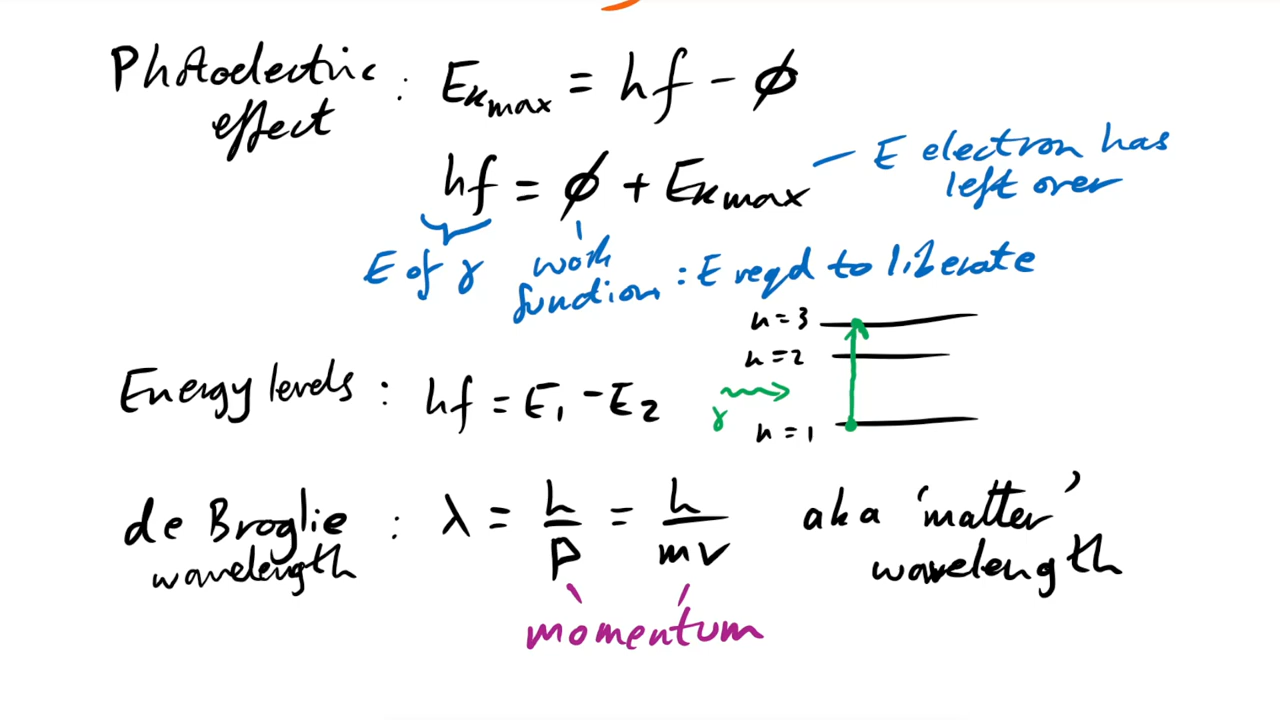 Photoelectric effect : Eₖₘₐₓ = hf − ϕ
hf = ϕ + Eₖₘₐₓ — E electron has left over
E of γ
work function : E reqd to liberate
n = 3
n = 2
Energy levels : hf = E₁ − E₂
γ
n = 1
de Broglie wavelength : λ = h/p = h/mv aka 'matter' wavelength
momentum